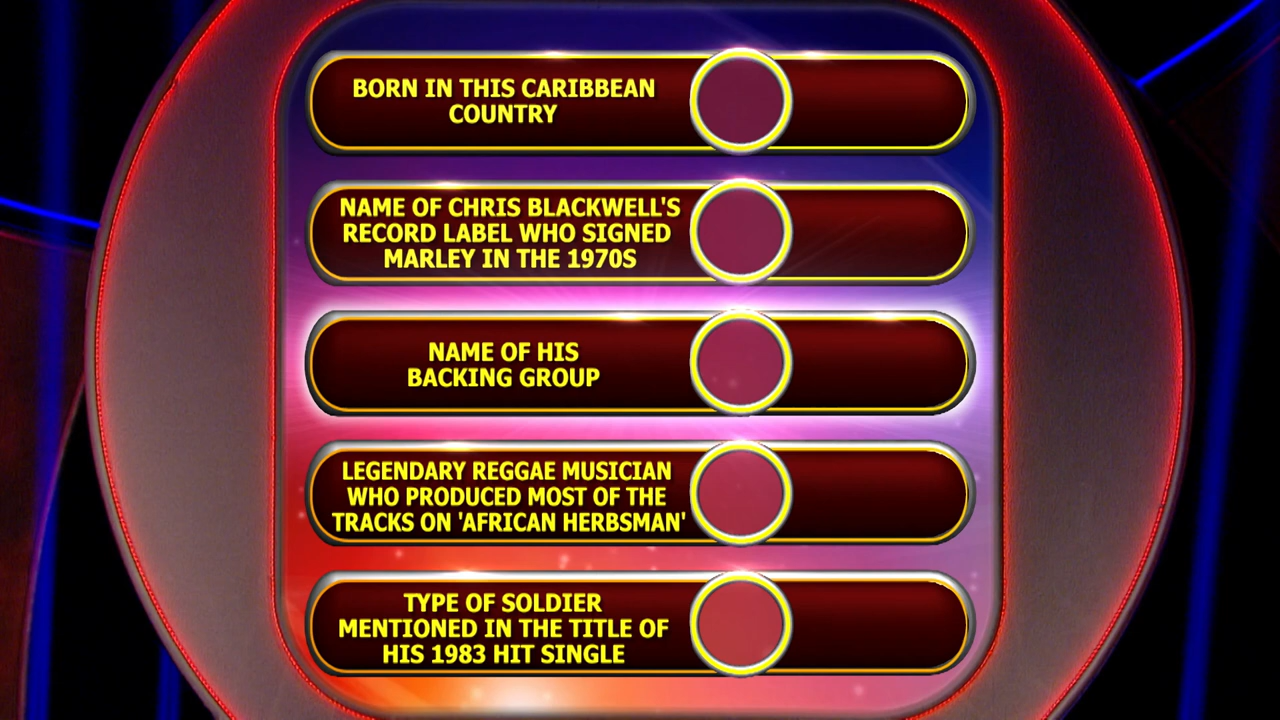 BORN IN THIS CARIBBEAN
COUNTRY
NAME OF CHRIS BLACKWELL'S
RECORD LABEL WHO SIGNED
MARLEY IN THE 1970S
NAME OF HIS
BACKING GROUP
LEGENDARY REGGAE MUSICIAN
WHO PRODUCED MOST OF THE
TRACKS ON 'AFRICAN HERBSMAN'
TYPE OF SOLDIER
MENTIONED IN THE TITLE OF
HIS 1983 HIT SINGLE